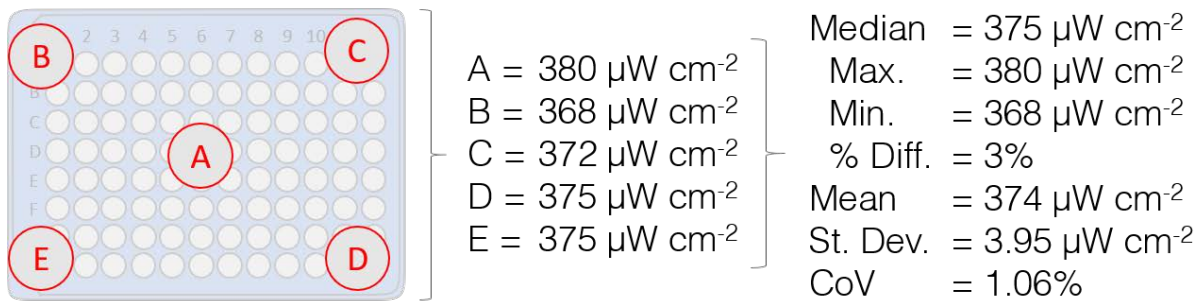 2 3 4 5 6 7 8 9 10
B
C
B
C
D
A
E
F
E
D
A = 380 µW cm-2
B = 368 µW cm-2
C = 372 µW cm-2
D = 375 µW cm-2
E = 375 µW cm-2
Median = 375 µW cm-2
Max. = 380 µW cm-2
Min. = 368 µW cm-2
% Diff. = 3%
Mean = 374 µW cm-2
St. Dev. = 3.95 µW cm-2
CoV = 1.06%